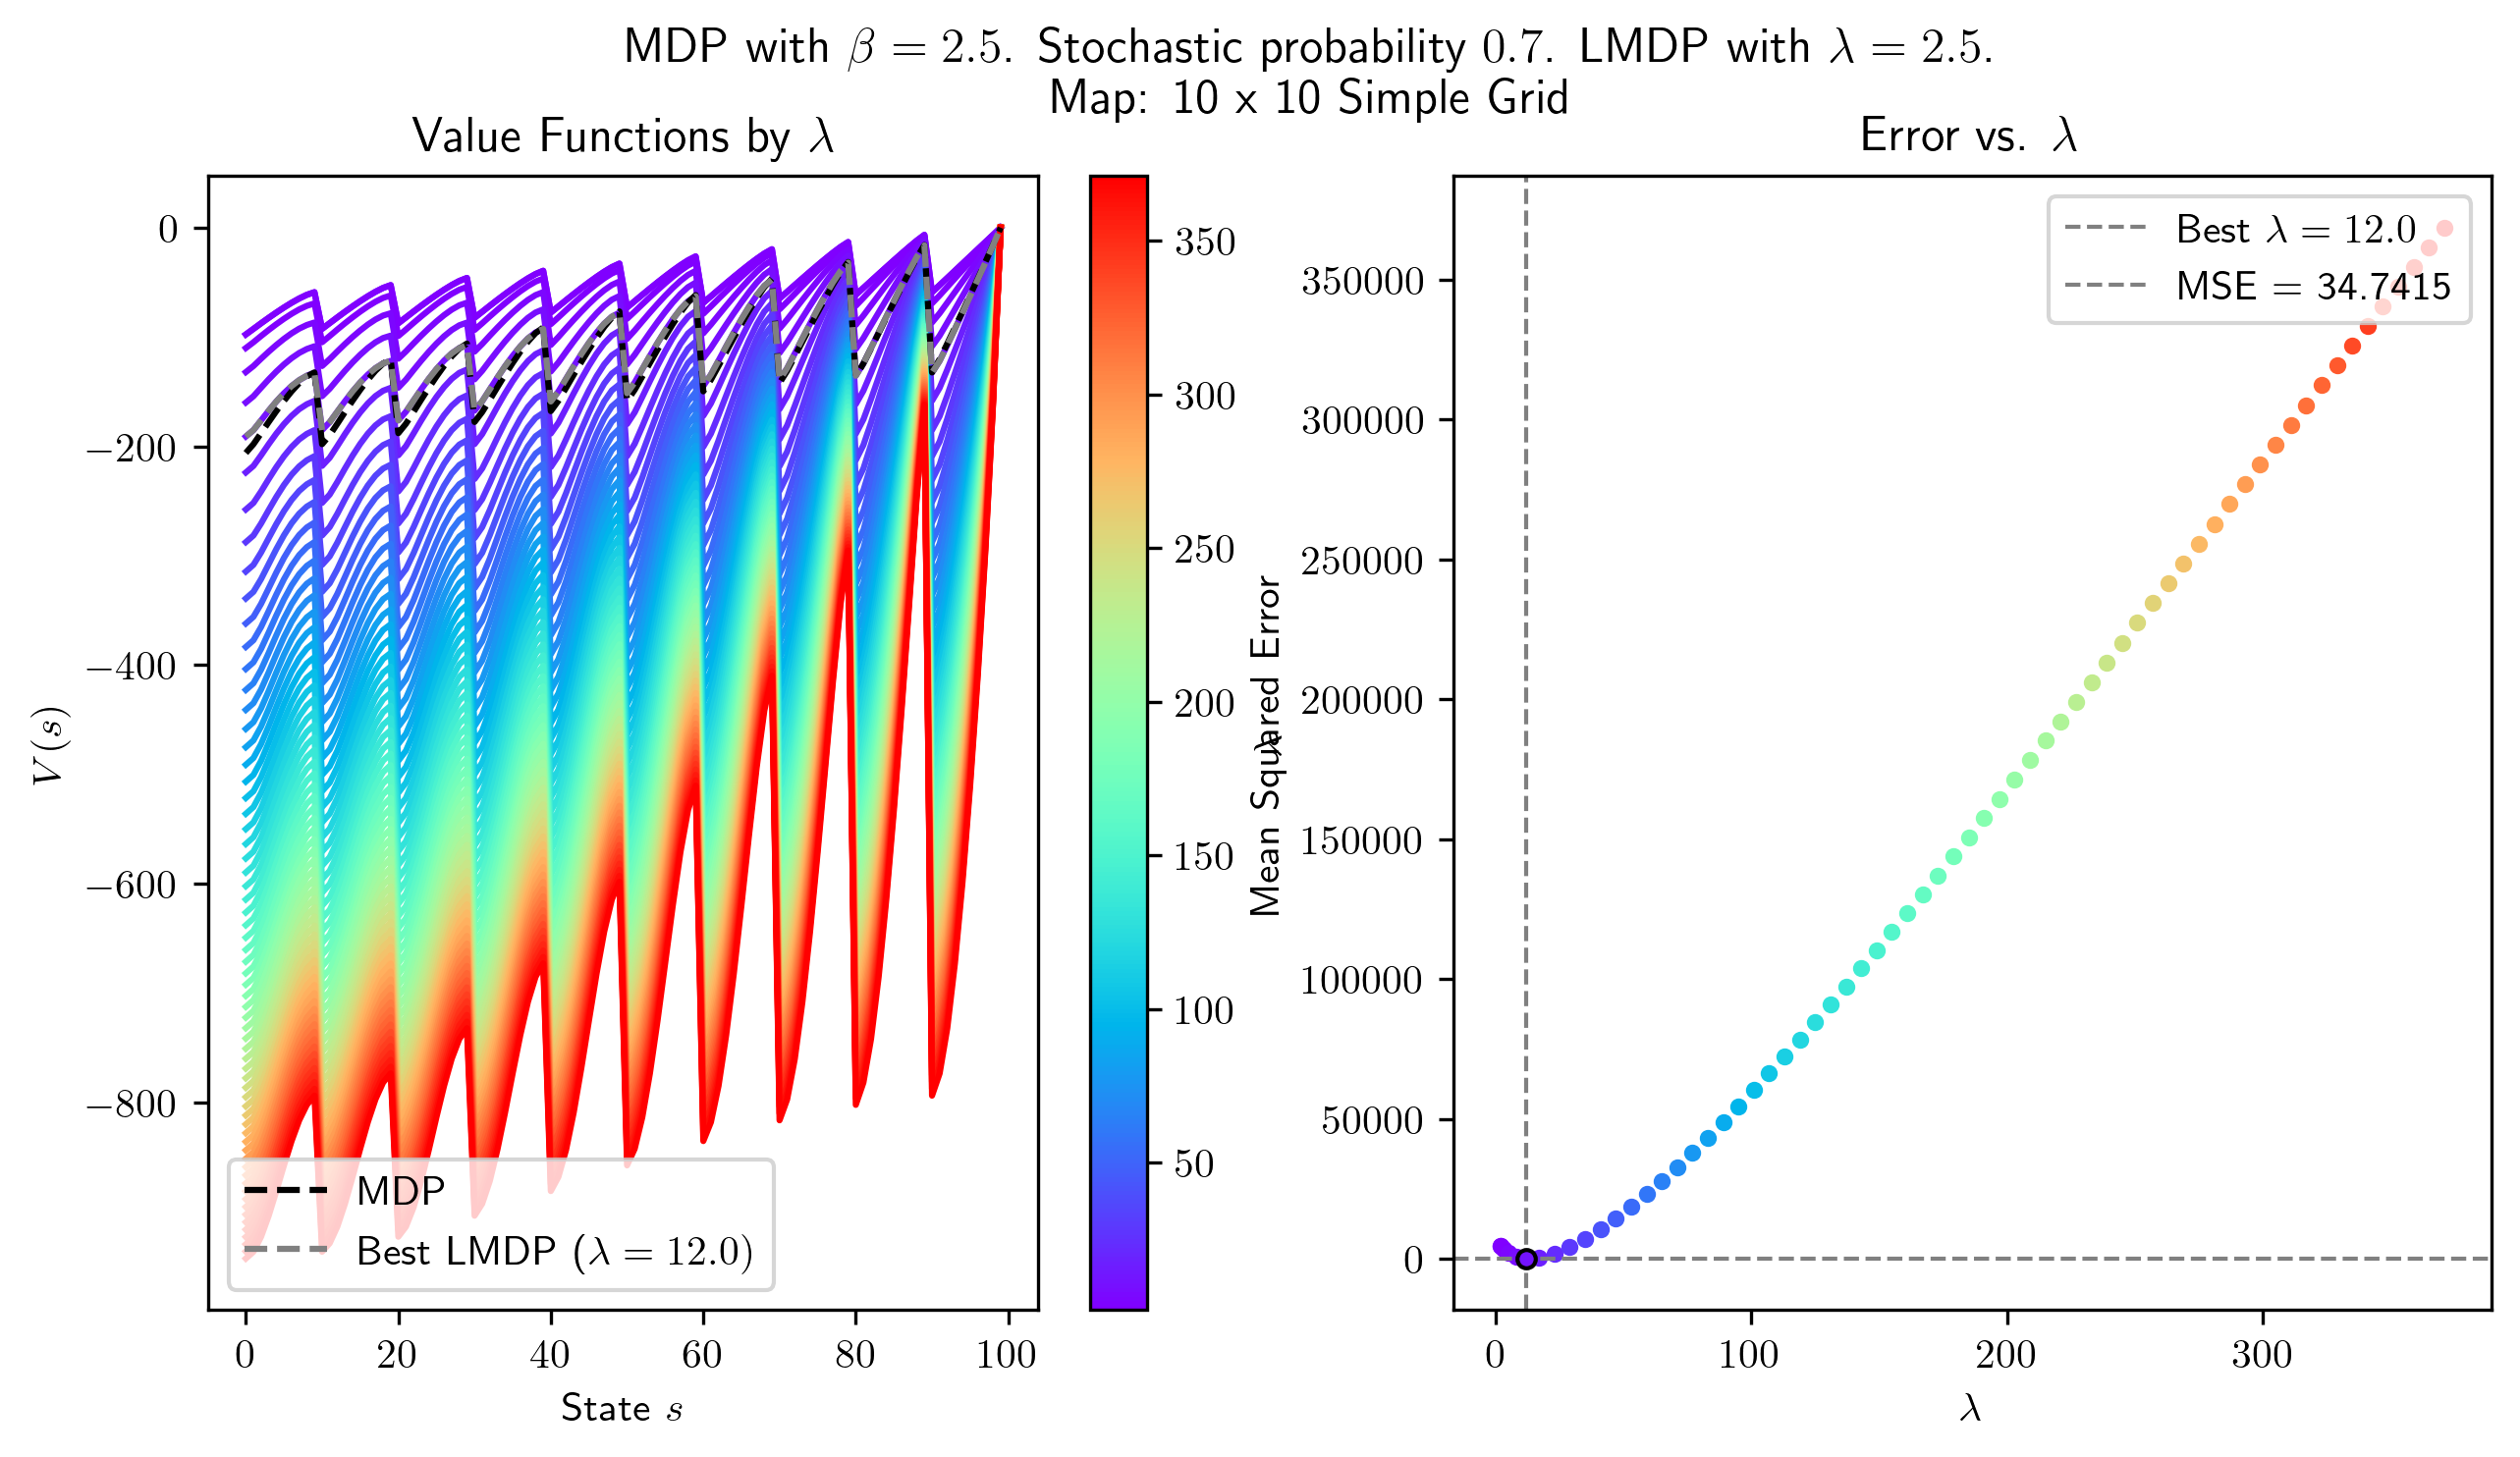 MDP with β = 2.5. Stochastic probability 0.7. LMDP with λ = 2.5.
Map: 10 x 10 Simple Grid
Value Functions by λ
V(s)
0
−200
−400
−600
−800
0 20 40 60 80 100
State s
MDP
Best LMDP (λ = 12.0)
350
300
250
200
150
100
50
λ
Error vs. λ
Mean Squared Error
350000
300000
250000
200000
150000
100000
50000
0
0 100 200 300
λ
Best λ = 12.0
MSE = 34.7415